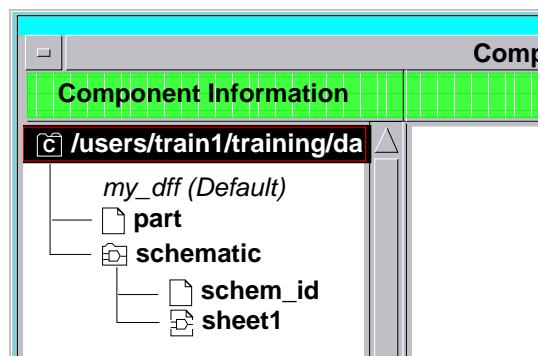 Comp
Component Information
C /users/train1/training/da
my_dff (Default)
part
schematic
schem_id
sheet1